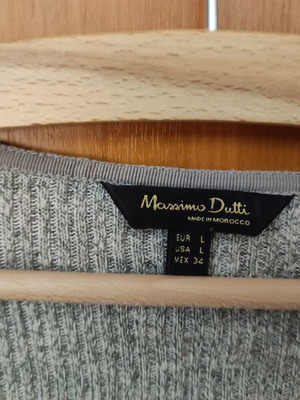 Massimo Dutti
MADE IN MOROCCO
EUR L
USA L
MEX 34